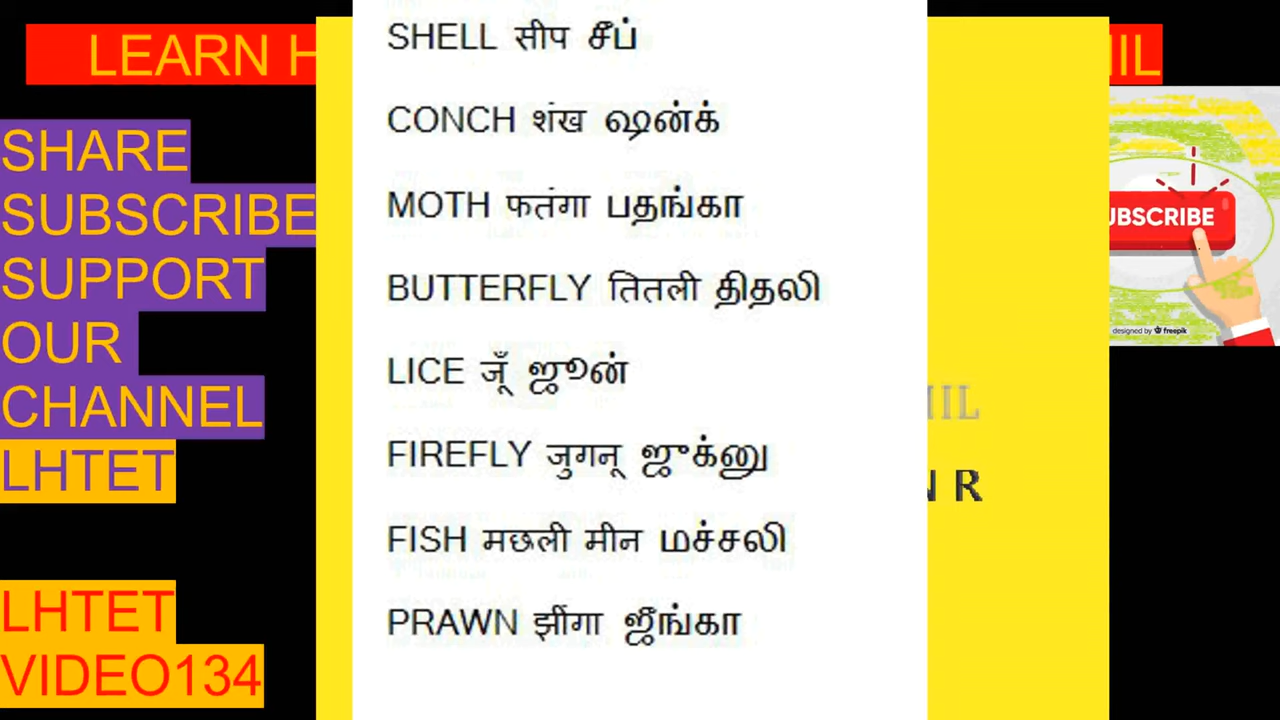 LEARN H
IL
SHARE
SUBSCRIBE
SUPPORT
OUR
CHANNEL
LHTET
LHTET
VIDEO134
SHELL सीप சீப்
CONCH शंख ஷன்க்
MOTH फतंगा பதங்கா
BUTTERFLY तितली திதலி
LICE जूँ ஜூன்
FIREFLY जुगनू ஜுக்னு
FISH मछली मीन மச்சலி
PRAWN झींगा ஜீங்கா
UBSCRIBE
designed by freepik
IL
R